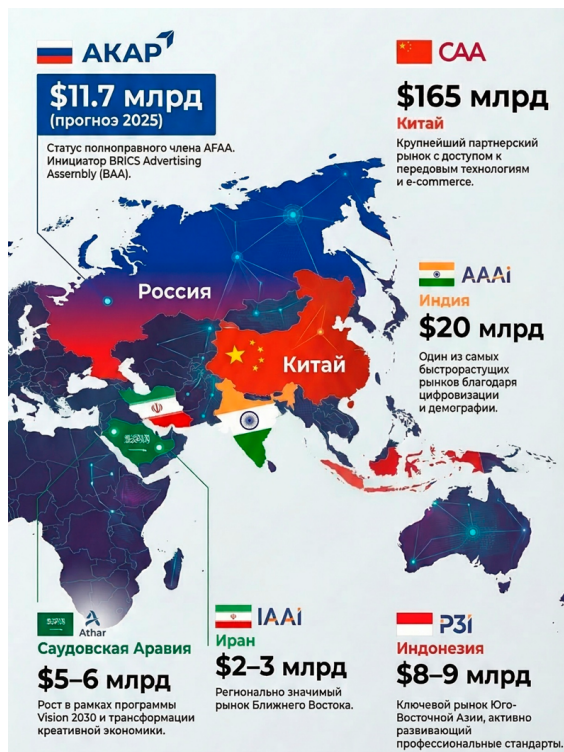 АКАР
$11.7 млрд
(прогноз 2025)
Статус полноправного члена AFAA.
Инициатор BRICS Advertising
Assembly (BAA).
CAA
$165 млрд
Китай
Крупнейший партнерский
рынок с доступом к
передовым технологиям
и e-commerce.
AAAi
Индия
$20 млрд
Один из самых
быстрорастущих
рынков благодаря
цифровизации
и демографии.
Россия
Китай
Athar
Саудовская Аравия
$5–6 млрд
Рост в рамках программы
Vision 2030 и трансформации
креативной экономики.
IAAi
Иран
$2–3 млрд
Регионально значимый
рынок Ближнего Востока.
P3i
Индонезия
$8–9 млрд
Ключевой рынок Юго-
Восточной Азии, активно
развивающий
профессиональные стандарты.